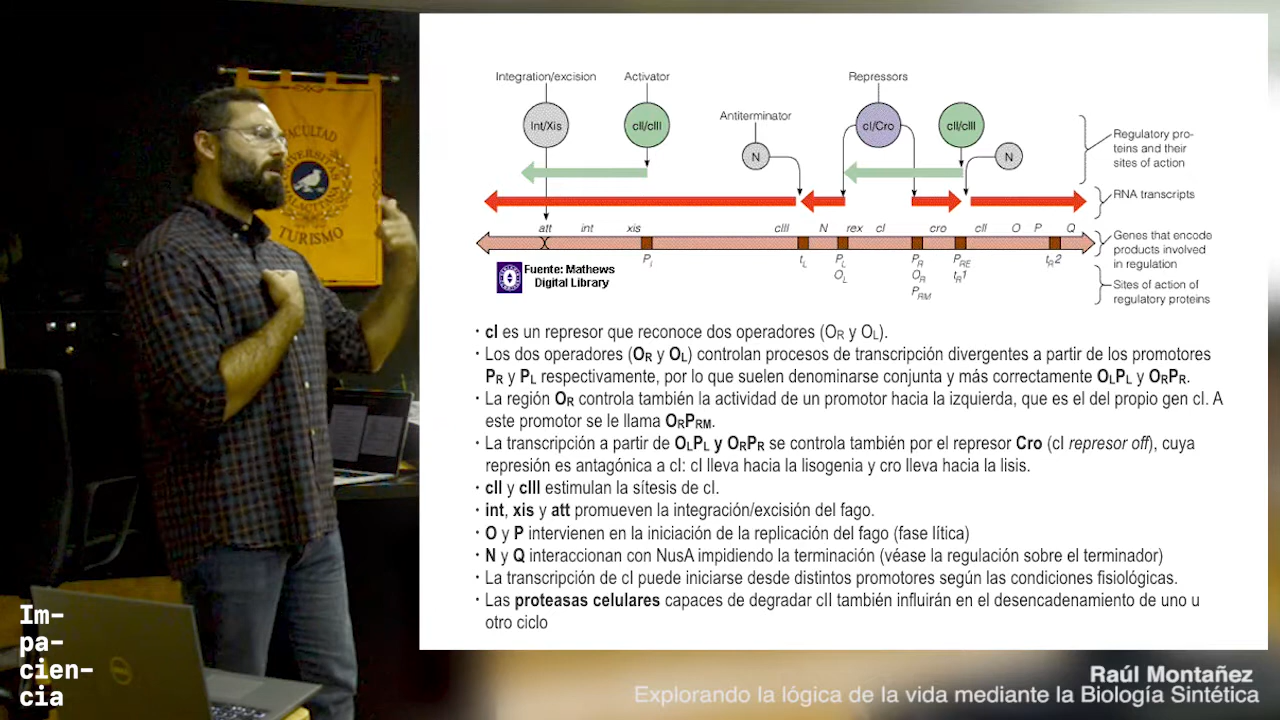 FACULTAD
TURISMO
Integration/excision
Activator
Repressors
Int/Xis
cII/cIII
Antiterminator
N
cI/Cro
cII/cIII
N
Regulatory pro-
teins and their
sites of action
RNA transcripts
att int xis cIII N rex cI cro cII O P Q
Genes that encode
products involved
in regulation
PI tL PL PR PRE tR2
OL OR tR1
PRM
Sites of action of
regulatory proteins
Fuente: Mathews
Digital Library
· cI es un represor que reconoce dos operadores (OR y OL).
· Los dos operadores (OR y OL) controlan procesos de transcripción divergentes a partir de los promotores
PR y PL respectivamente, por lo que suelen denominarse conjunta y más correctamente OLPL y ORPR.
· La región OR controla también la actividad de un promotor hacia la izquierda, que es el del propio gen cI. A
este promotor se le llama ORPRM.
· La transcripción a partir de OLPL y ORPR se controla también por el represor Cro (cI represor off), cuya
represión es antagónica a cI: cI lleva hacia la lisogenia y cro lleva hacia la lisis.
· cII y cIII estimulan la sítesis de cI.
· int, xis y att promueven la integración/excisión del fago.
· O y P intervienen en la iniciación de la replicación del fago (fase lítica)
· N y Q interaccionan con NusA impidiendo la terminación (véase la regulación sobre el terminador)
· La transcripción de cI puede iniciarse desde distintos promotores según las condiciones fisiológicas.
· Las proteasas celulares capaces de degradar cII también influirán en el desencadenamiento de uno u
otro ciclo
Im-
pa-
cien-
cia
Raúl Montañez
Explorando la lógica de la vida mediante la Biología Sintética